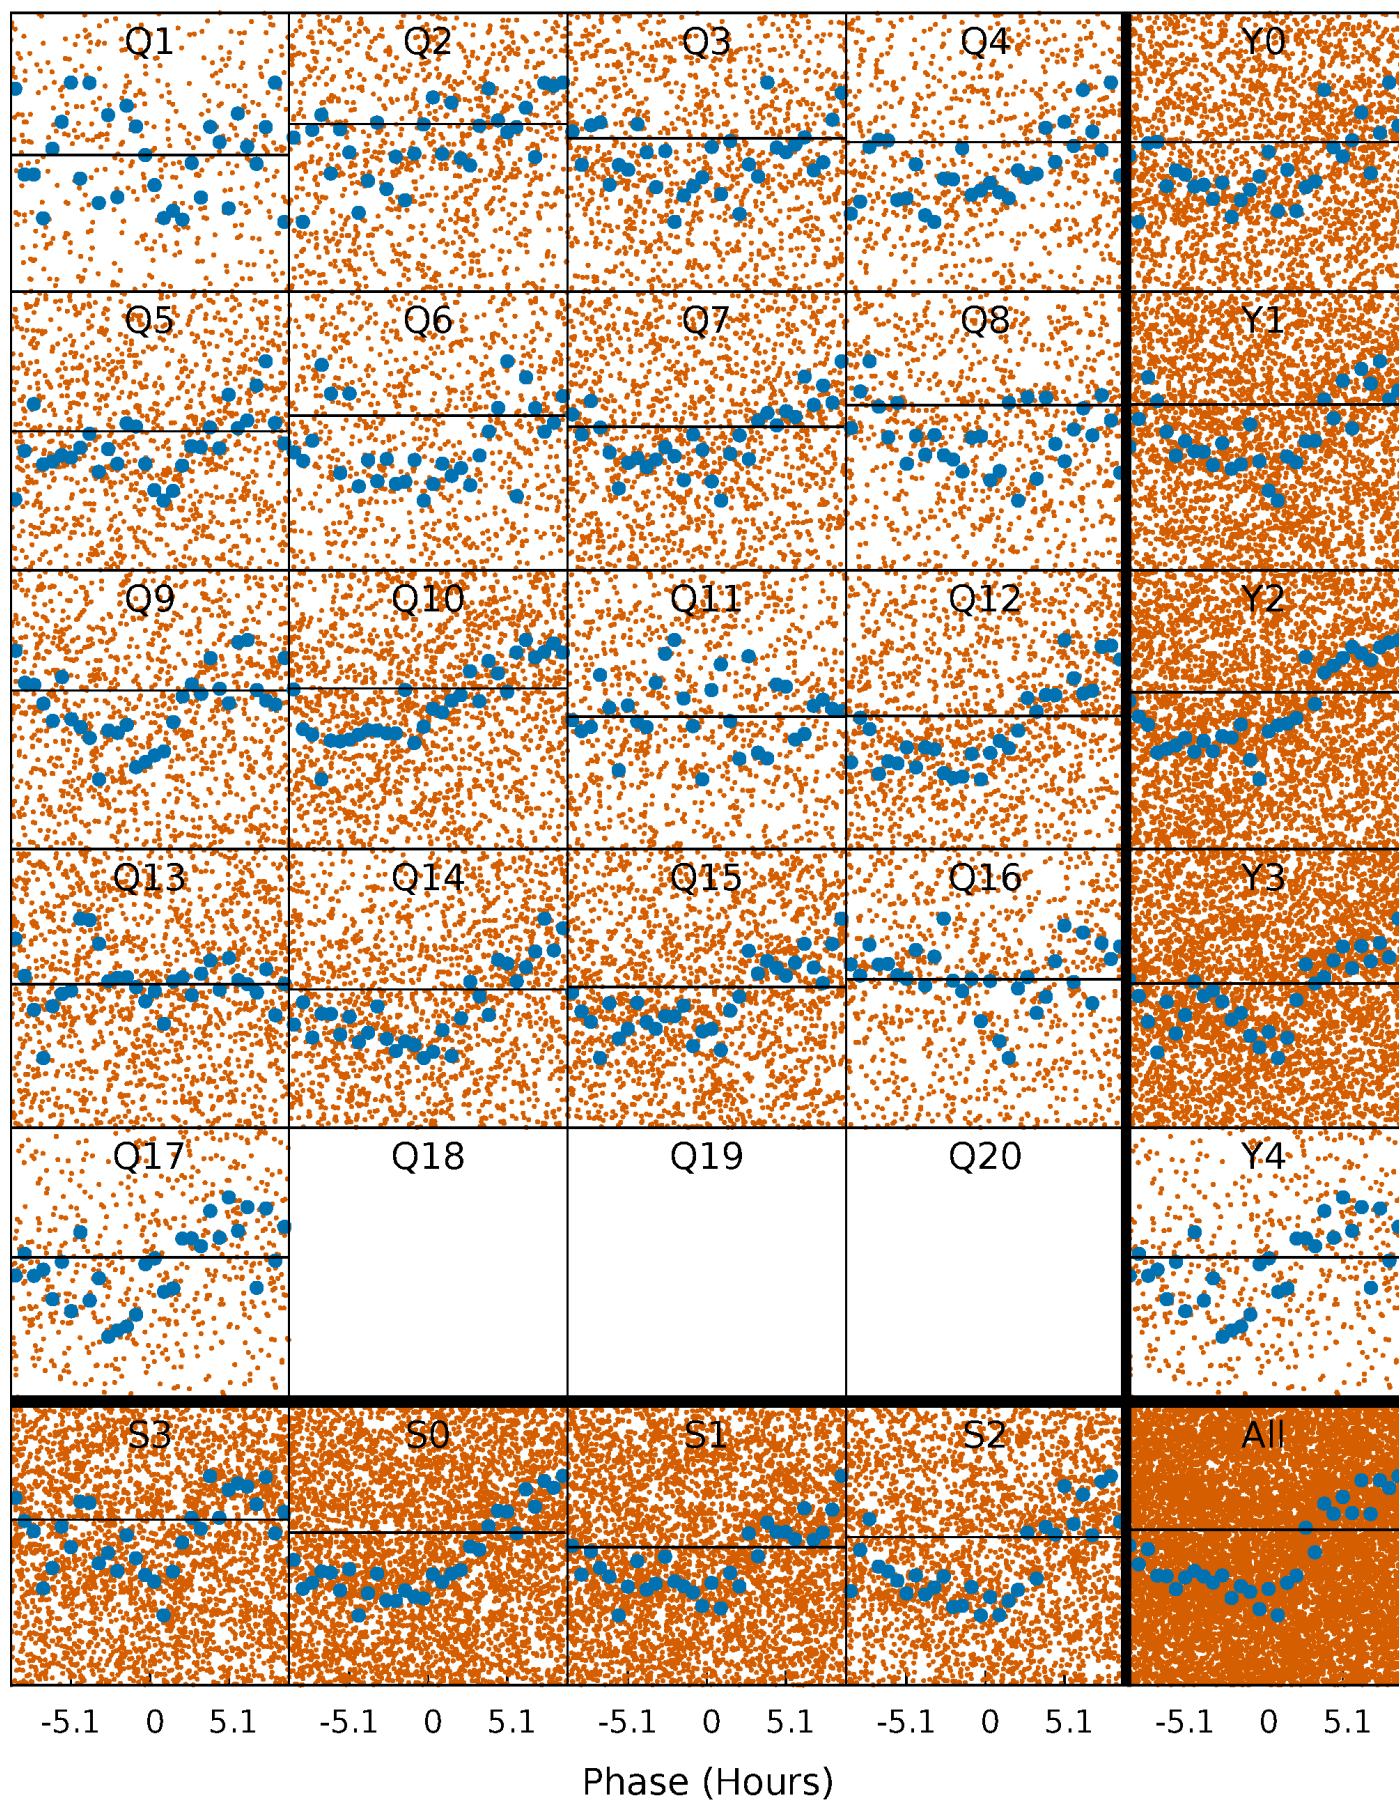 Q1 Q2 Q3 Q4 Y0
Q5 Q6 Q7 Q8 Y1
Q9 Q10 Q11 Q12 Y2
Q13 Q14 Q15 Q16 Y3
Q17 Q18 Q19 Q20 Y4
S3 S0 S1 S2 All
-5.1 0 5.1 -5.1 0 5.1 -5.1 0 5.1 -5.1 0 5.1 -5.1 0 5.1
Phase (Hours)